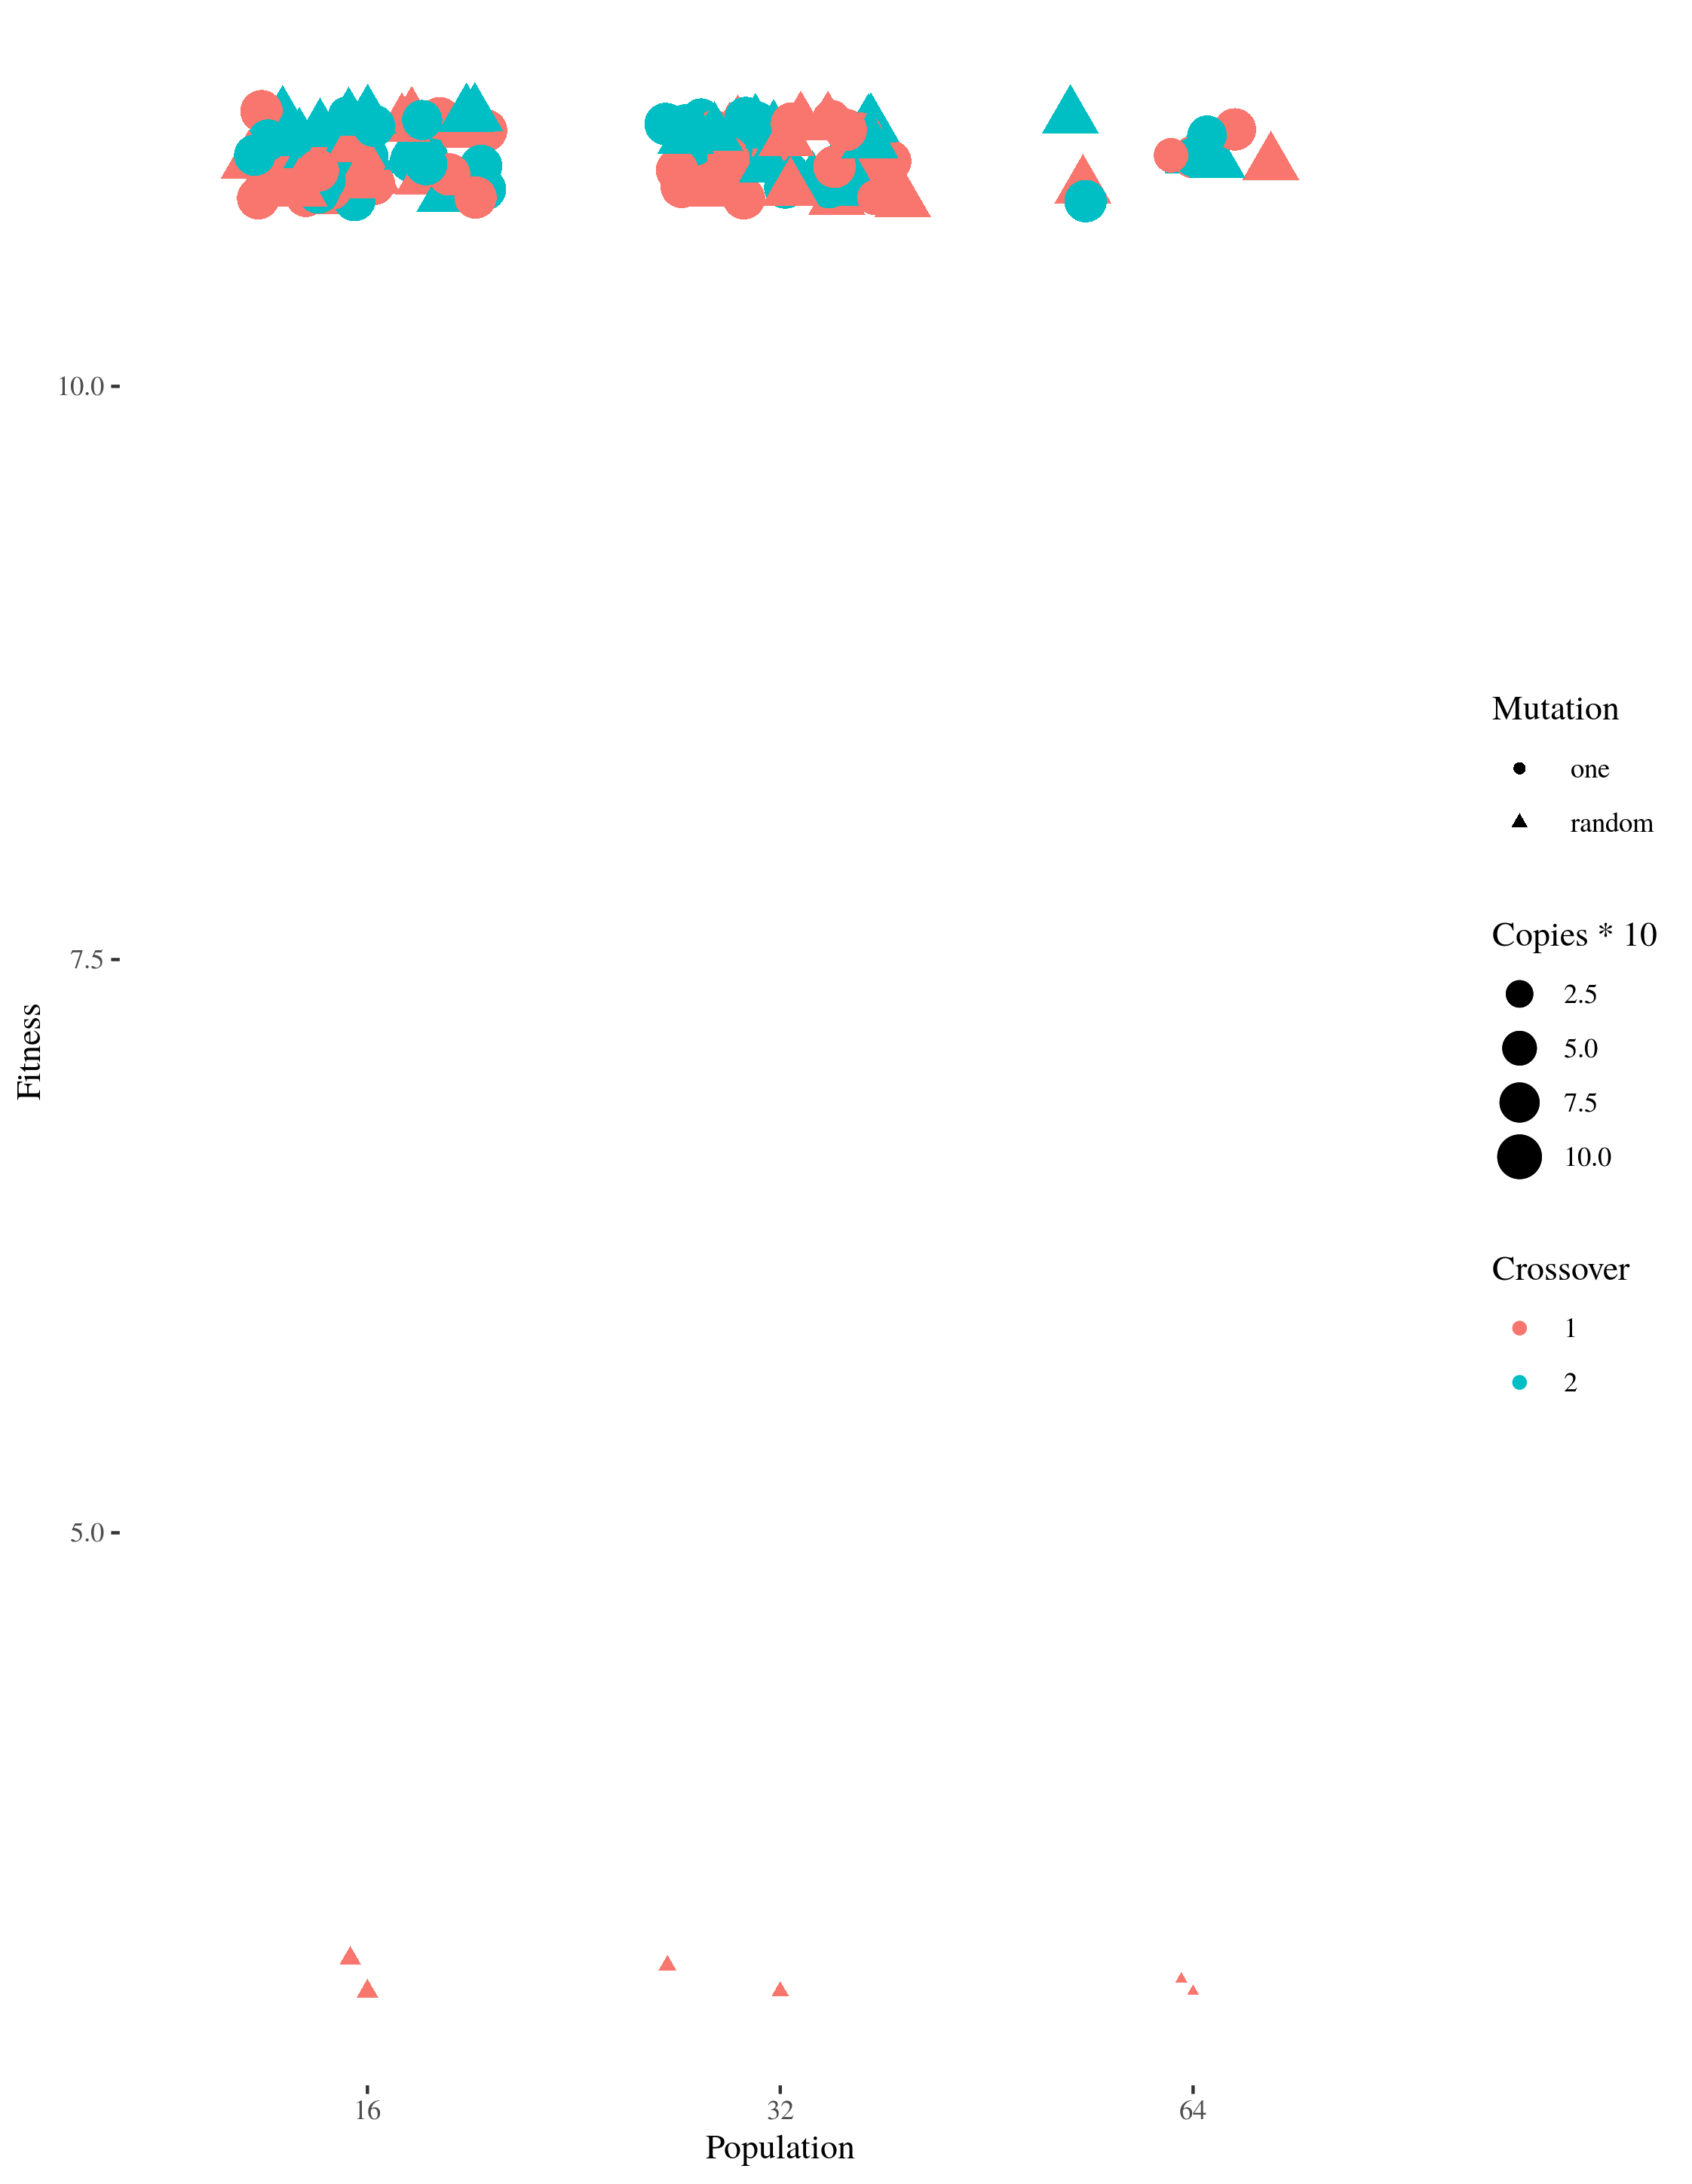 10.0
7.5
5.0
Fitness
16
32
64
Population
Mutation
one
random
Copies * 10
2.5
5.0
7.5
10.0
Crossover
1
2